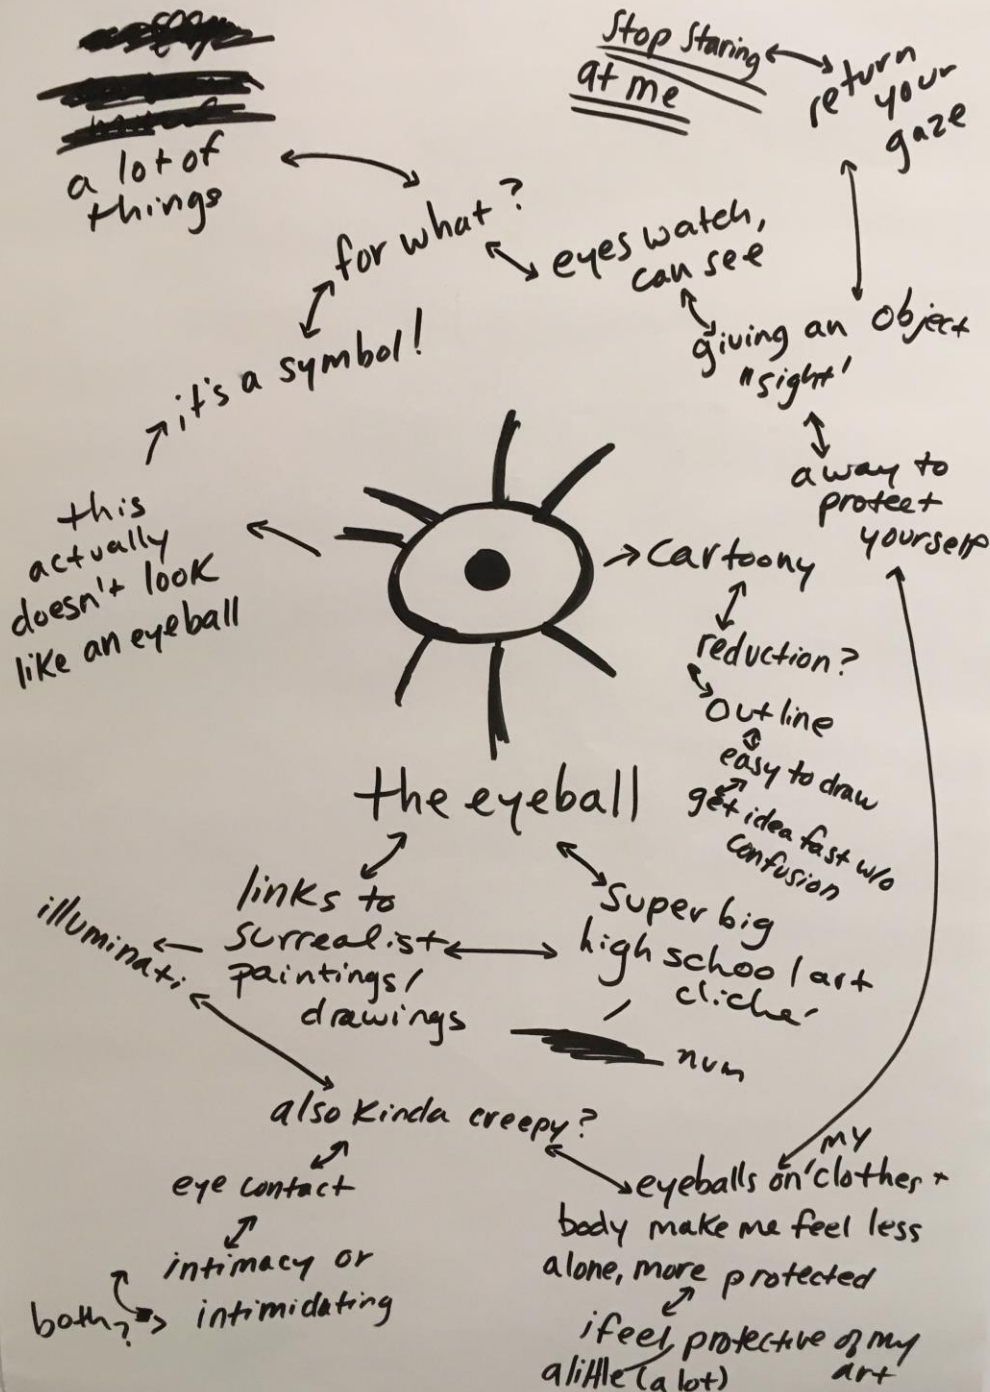 a lot of
things
Stop staring
at me
return
your
gaze
for what?
eyes watch,
can see
it's a symbol!
giving an object
"sight'
a way to
protect
yourself
this
actually
doesn't look
like an eyeball
cartoony
reduction?
outline
easy to draw
get idea fast w/o
confusion
the eyeball
links to
surrealist
paintings/
drawings
illuminati
super big
high school art
cliche
num
also kinda creepy?
eye contact
intimacy or
intimidating
both?
my
eyeballs on clothes +
body make me feel less
alone, more protected
i feel protective of my
art
a little (a lot)